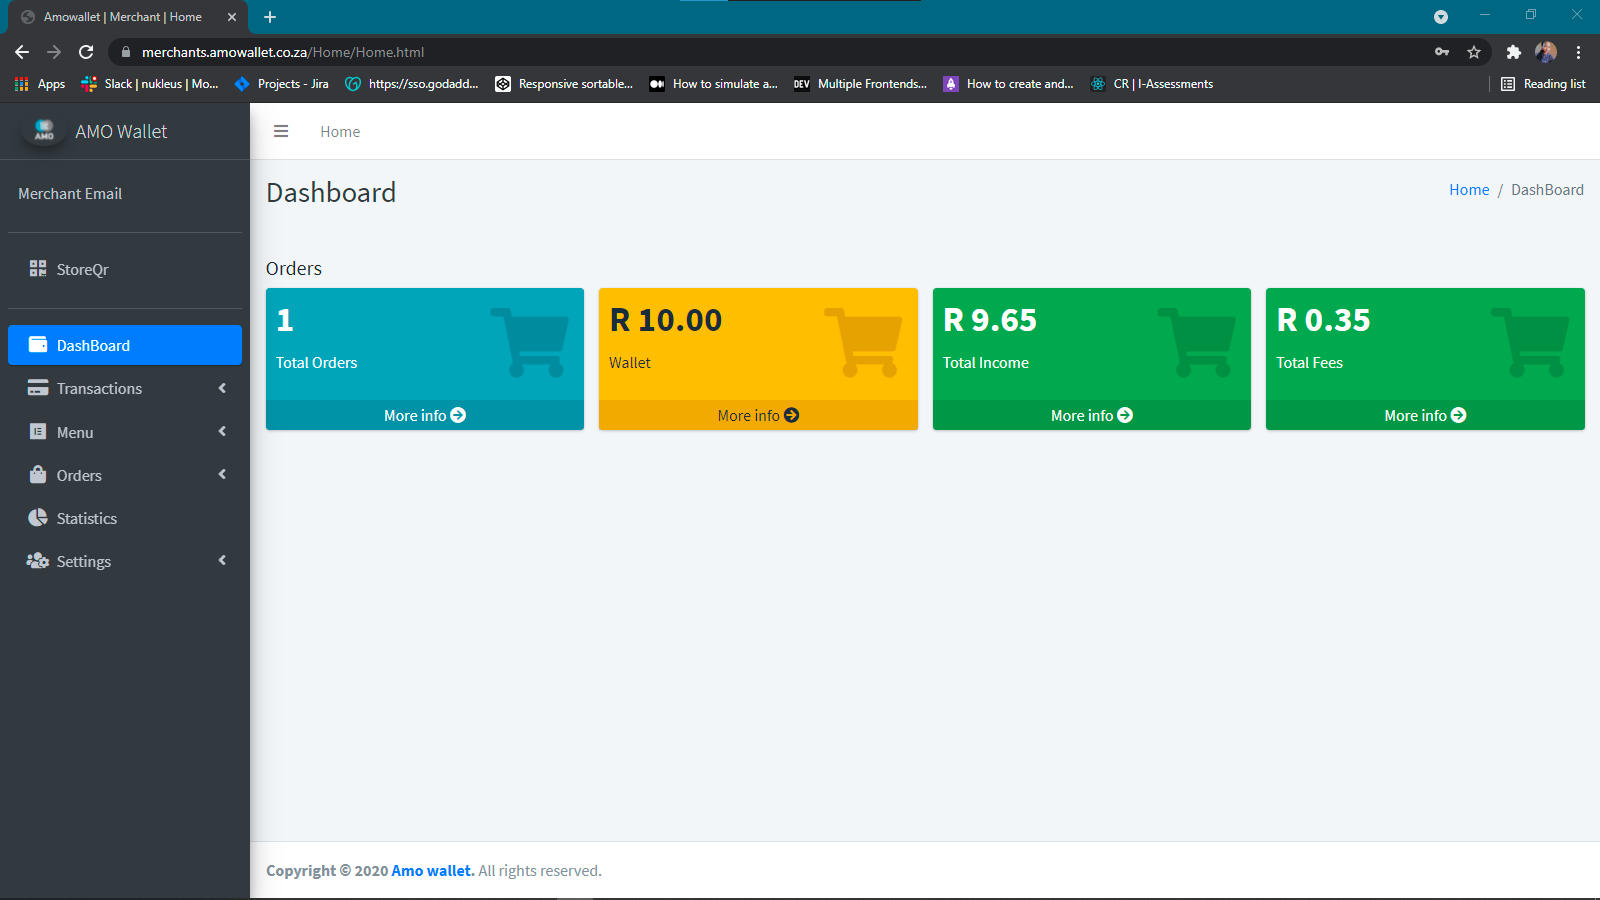 Amowallet | Merchant | Home
merchants.amowallet.co.za/Home/Home.html
Apps
Slack | nukleus | Mo...
Projects - Jira
https://sso.godadd...
Responsive sortable...
How to simulate a...
DEV
Multiple Frontends...
How to create and...
CR | I-Assessments
Reading list
AMO
AMO Wallet
Home
Merchant Email
Dashboard
Home / DashBoard
StoreQr
DashBoard
Transactions
Menu
Orders
Statistics
Settings
Orders
1
Total Orders
More info
R 10.00
Wallet
More info
R 9.65
Total Income
More info
R 0.35
Total Fees
More info
Copyright © 2020 Amo wallet. All rights reserved.